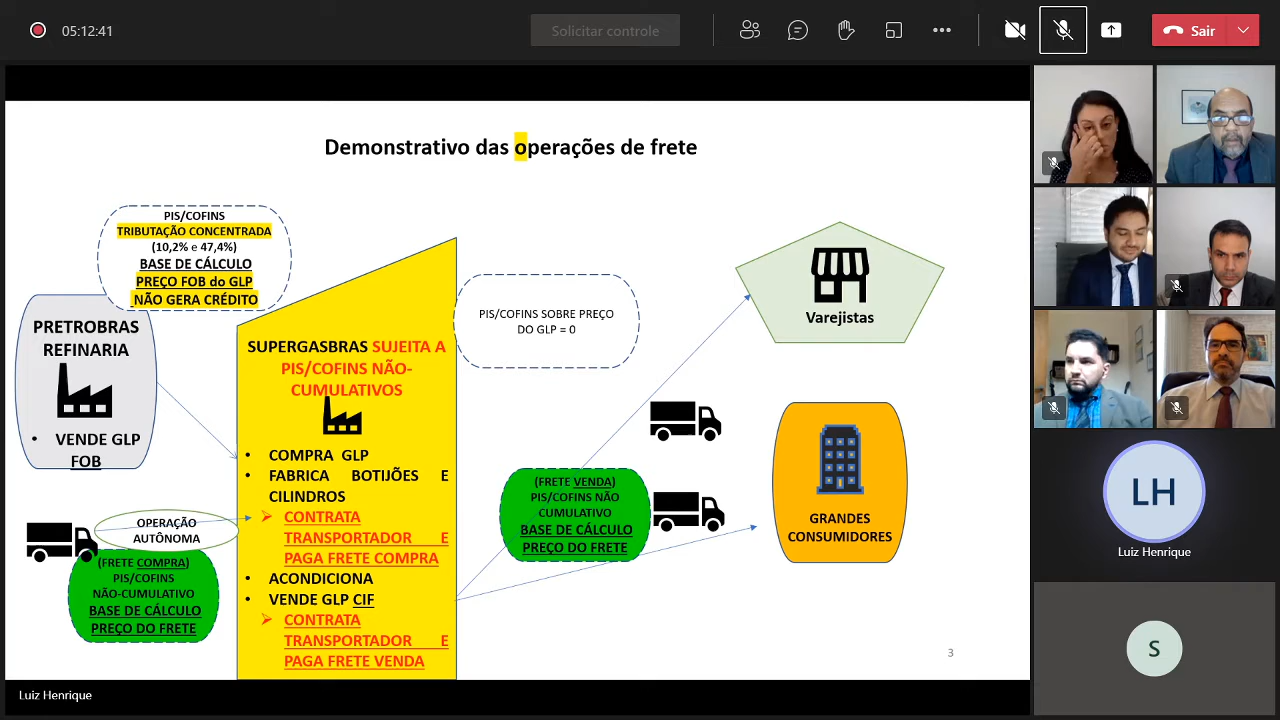 05:12:41
Solicitar controle
Sair
Demonstrativo das operações de frete
PIS/COFINS
TRIBUTAÇÃO CONCENTRADA
(10,2% e 47,4%)
BASE DE CÁLCULO
PREÇO FOB do GLP
NÃO GERA CRÉDITO
PRETROBRAS
REFINARIA
• VENDE GLP
FOB
OPERAÇÃO
AUTÔNOMA
(FRETE COMPRA)
PIS/COFINS
NÃO-CUMULATIVO
BASE DE CÁLCULO
PREÇO DO FRETE
SUPERGASBRAS SUJEITA A
PIS/COFINS NÃO-
CUMULATIVOS
• COMPRA GLP
• FABRICA BOTIJÕES E
CILINDROS
➢ CONTRATA
TRANSPORTADOR E
PAGA FRETE COMPRA
• ACONDICIONA
• VENDE GLP CIF
➢ CONTRATA
TRANSPORTADOR E
PAGA FRETE VENDA
PIS/COFINS SOBRE PREÇO
DO GLP = 0
(FRETE VENDA)
PIS/COFINS NÃO
CUMULATIVO
BASE DE CÁLCULO
PREÇO DO FRETE
Varejistas
GRANDES
CONSUMIDORES
3
Luiz Henrique
LH
Luiz Henrique
S